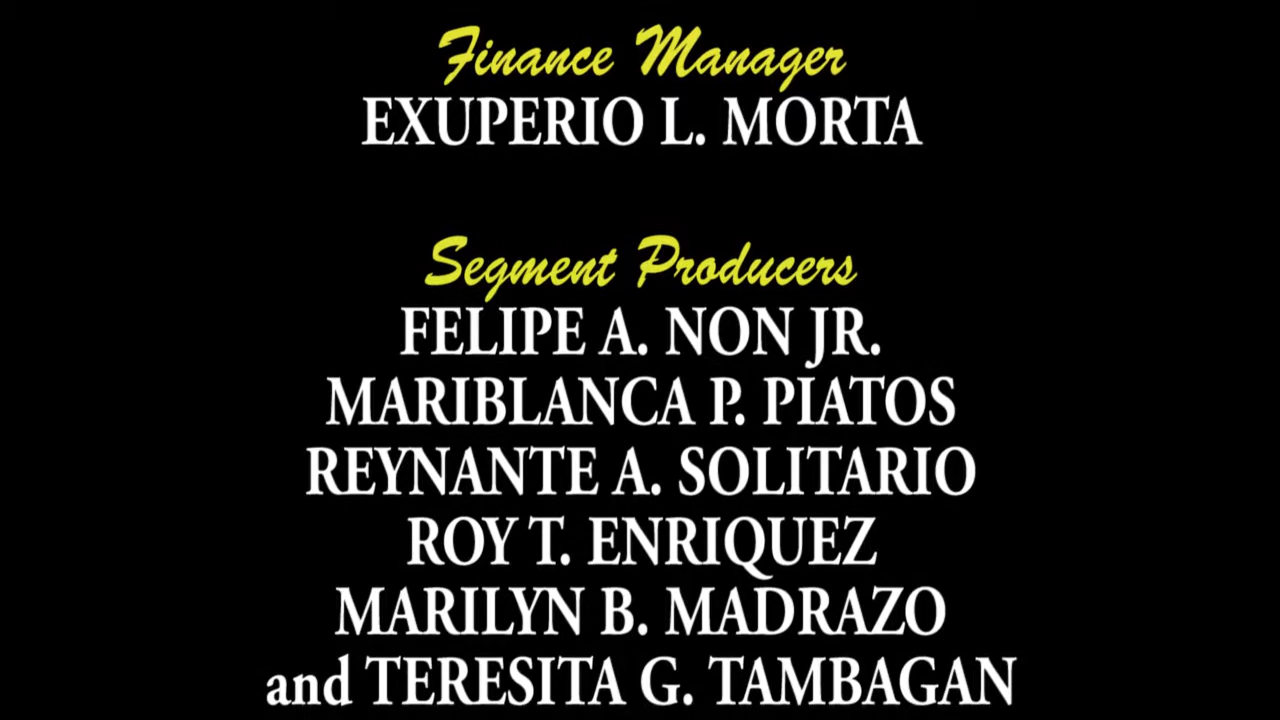 Finance Manager
EXUPERIO L. MORTA
Segment Producers
FELIPE A. NON JR.
MARIBLANCA P. PIATOS
REYNANTE A. SOLITARIO
ROY T. ENRIQUEZ
MARILYN B. MADRAZO
and TERESITA G. TAMBAGAN